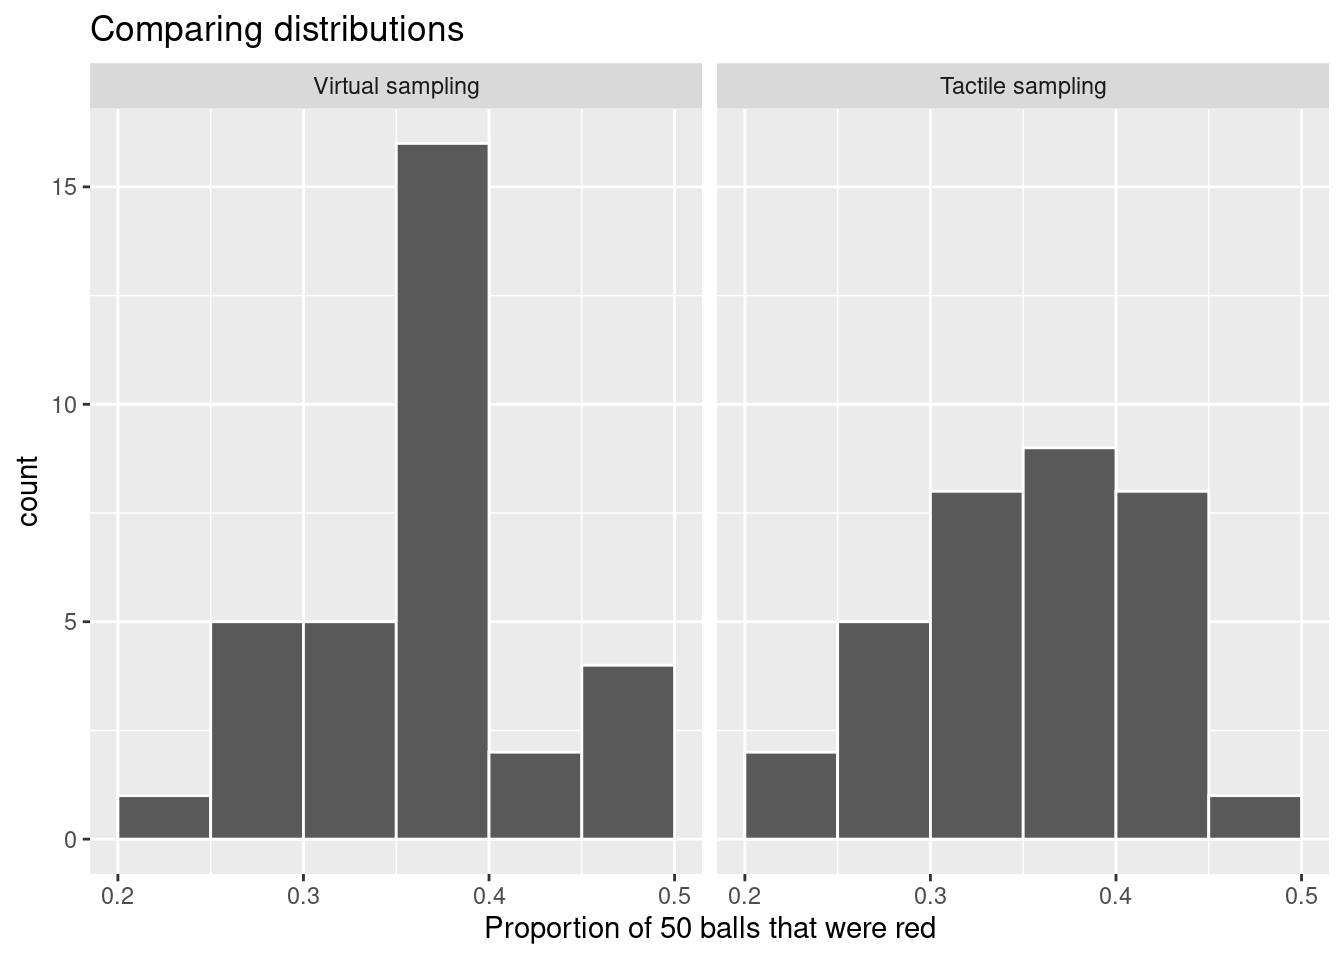 Comparing distributions
Virtual sampling
Tactile sampling
15
10
5
0
count
0.2 0.3 0.4 0.5
0.2 0.3 0.4 0.5
Proportion of 50 balls that were red